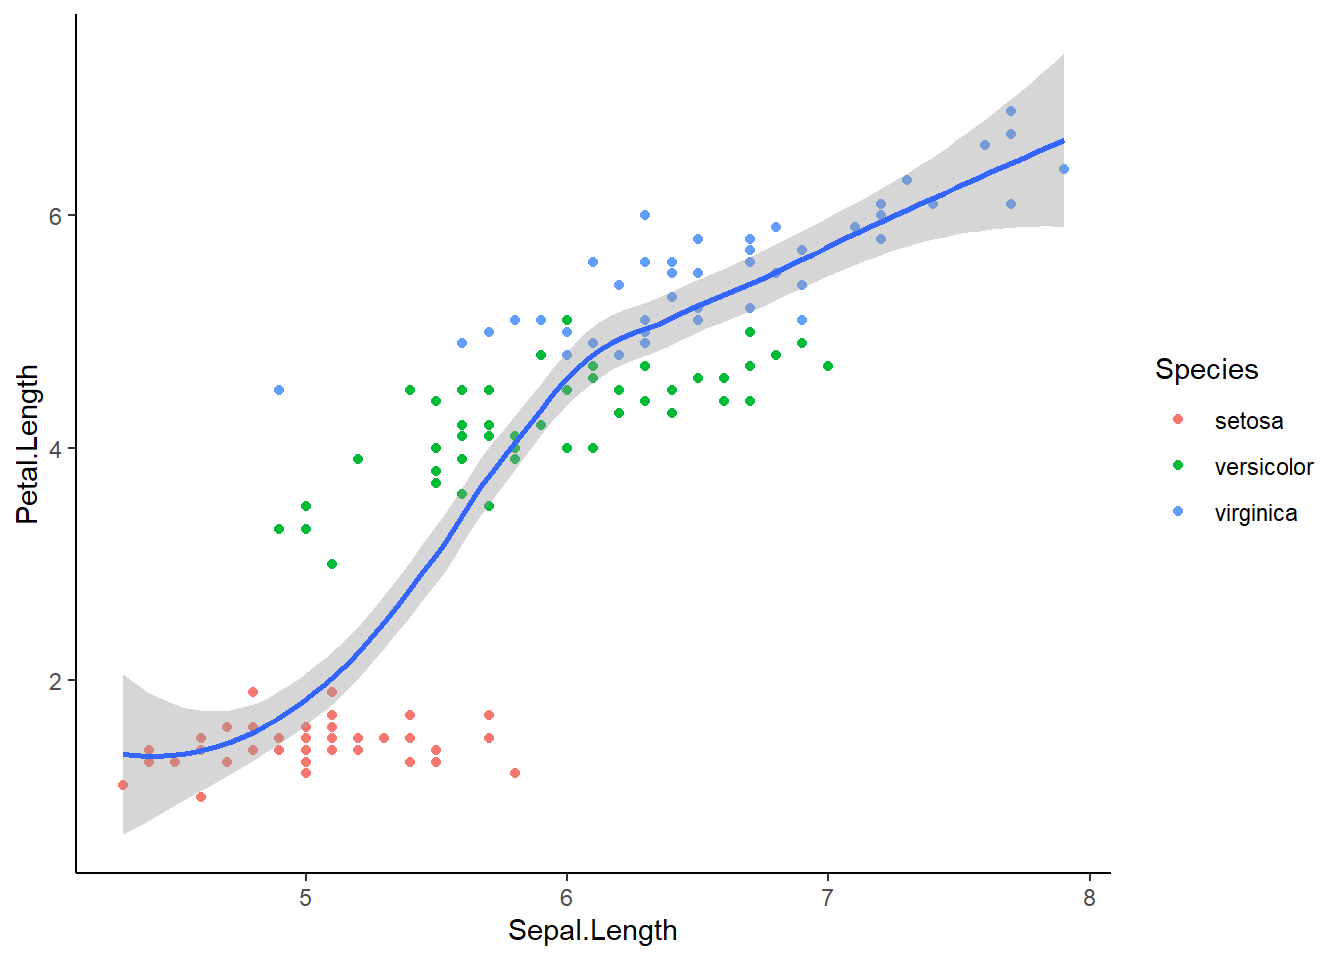 Petal.Length
6
4
2
5 6 7 8
Sepal.Length
Species
setosa
versicolor
virginica